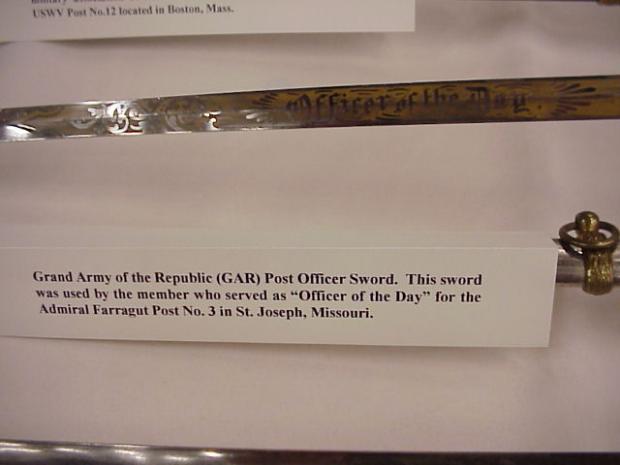 USWV Post No.12 located in Boston, Mass.
Officer of the Day.
Grand Army of the Republic (GAR) Post Officer Sword. This sword
was used by the member who served as “Officer of the Day” for the
Admiral Farragut Post No. 3 in St. Joseph, Missouri.